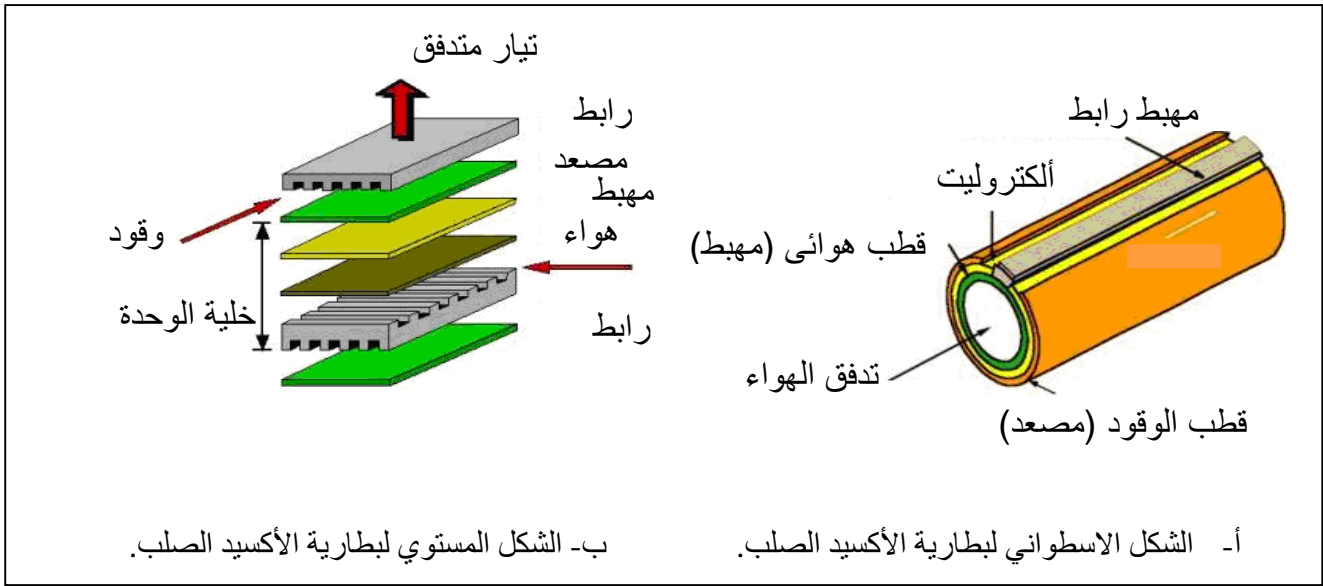 مهبط رابط
ألكتروليت
قطب هوائى (مهبط)
تدفق الهواء
قطب الوقود (مصعد)
أ- الشكل الاسطواني لبطارية الأكسيد الصلب.
تيار متدفق
رابط
مصعد
مهبط
هواء
وقود
خلية الوحدة
رابط
ب- الشكل المستوي لبطارية الأكسيد الصلب.